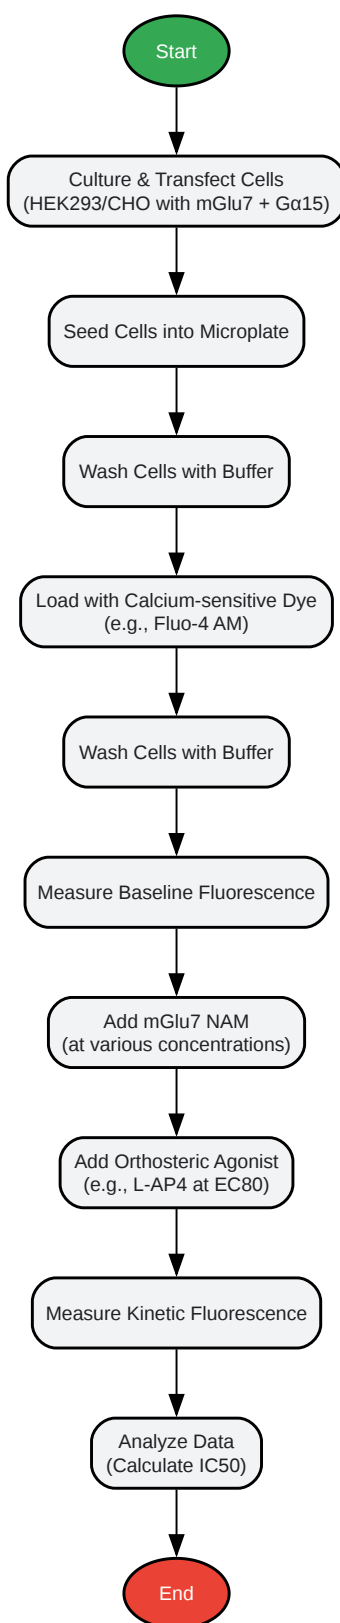 Start
Culture & Transfect Cells
(HEK293/CHO with mGlu7 + Gα15)
Seed Cells into Microplate
Wash Cells with Buffer
Load with Calcium-sensitive Dye
(e.g., Fluo-4 AM)
Wash Cells with Buffer
Measure Baseline Fluorescence
Add mGlu7 NAM
(at various concentrations)
Add Orthosteric Agonist
(e.g., L-AP4 at EC80)
Measure Kinetic Fluorescence
Analyze Data
(Calculate IC50)
End